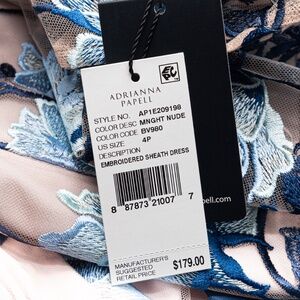 ADRIANNA
PAPELL
STYLE NO. AP1E209198
COLOR DESC MNGHT NUDE
COLOR CODE BV980
US SIZE 4P
DESCRIPTION
EMBROIDERED SHEATH DRESS
8 87873 21007 7
pell.com
MANUFACTURER'S
SUGGESTED
RETAIL PRICE $179.00